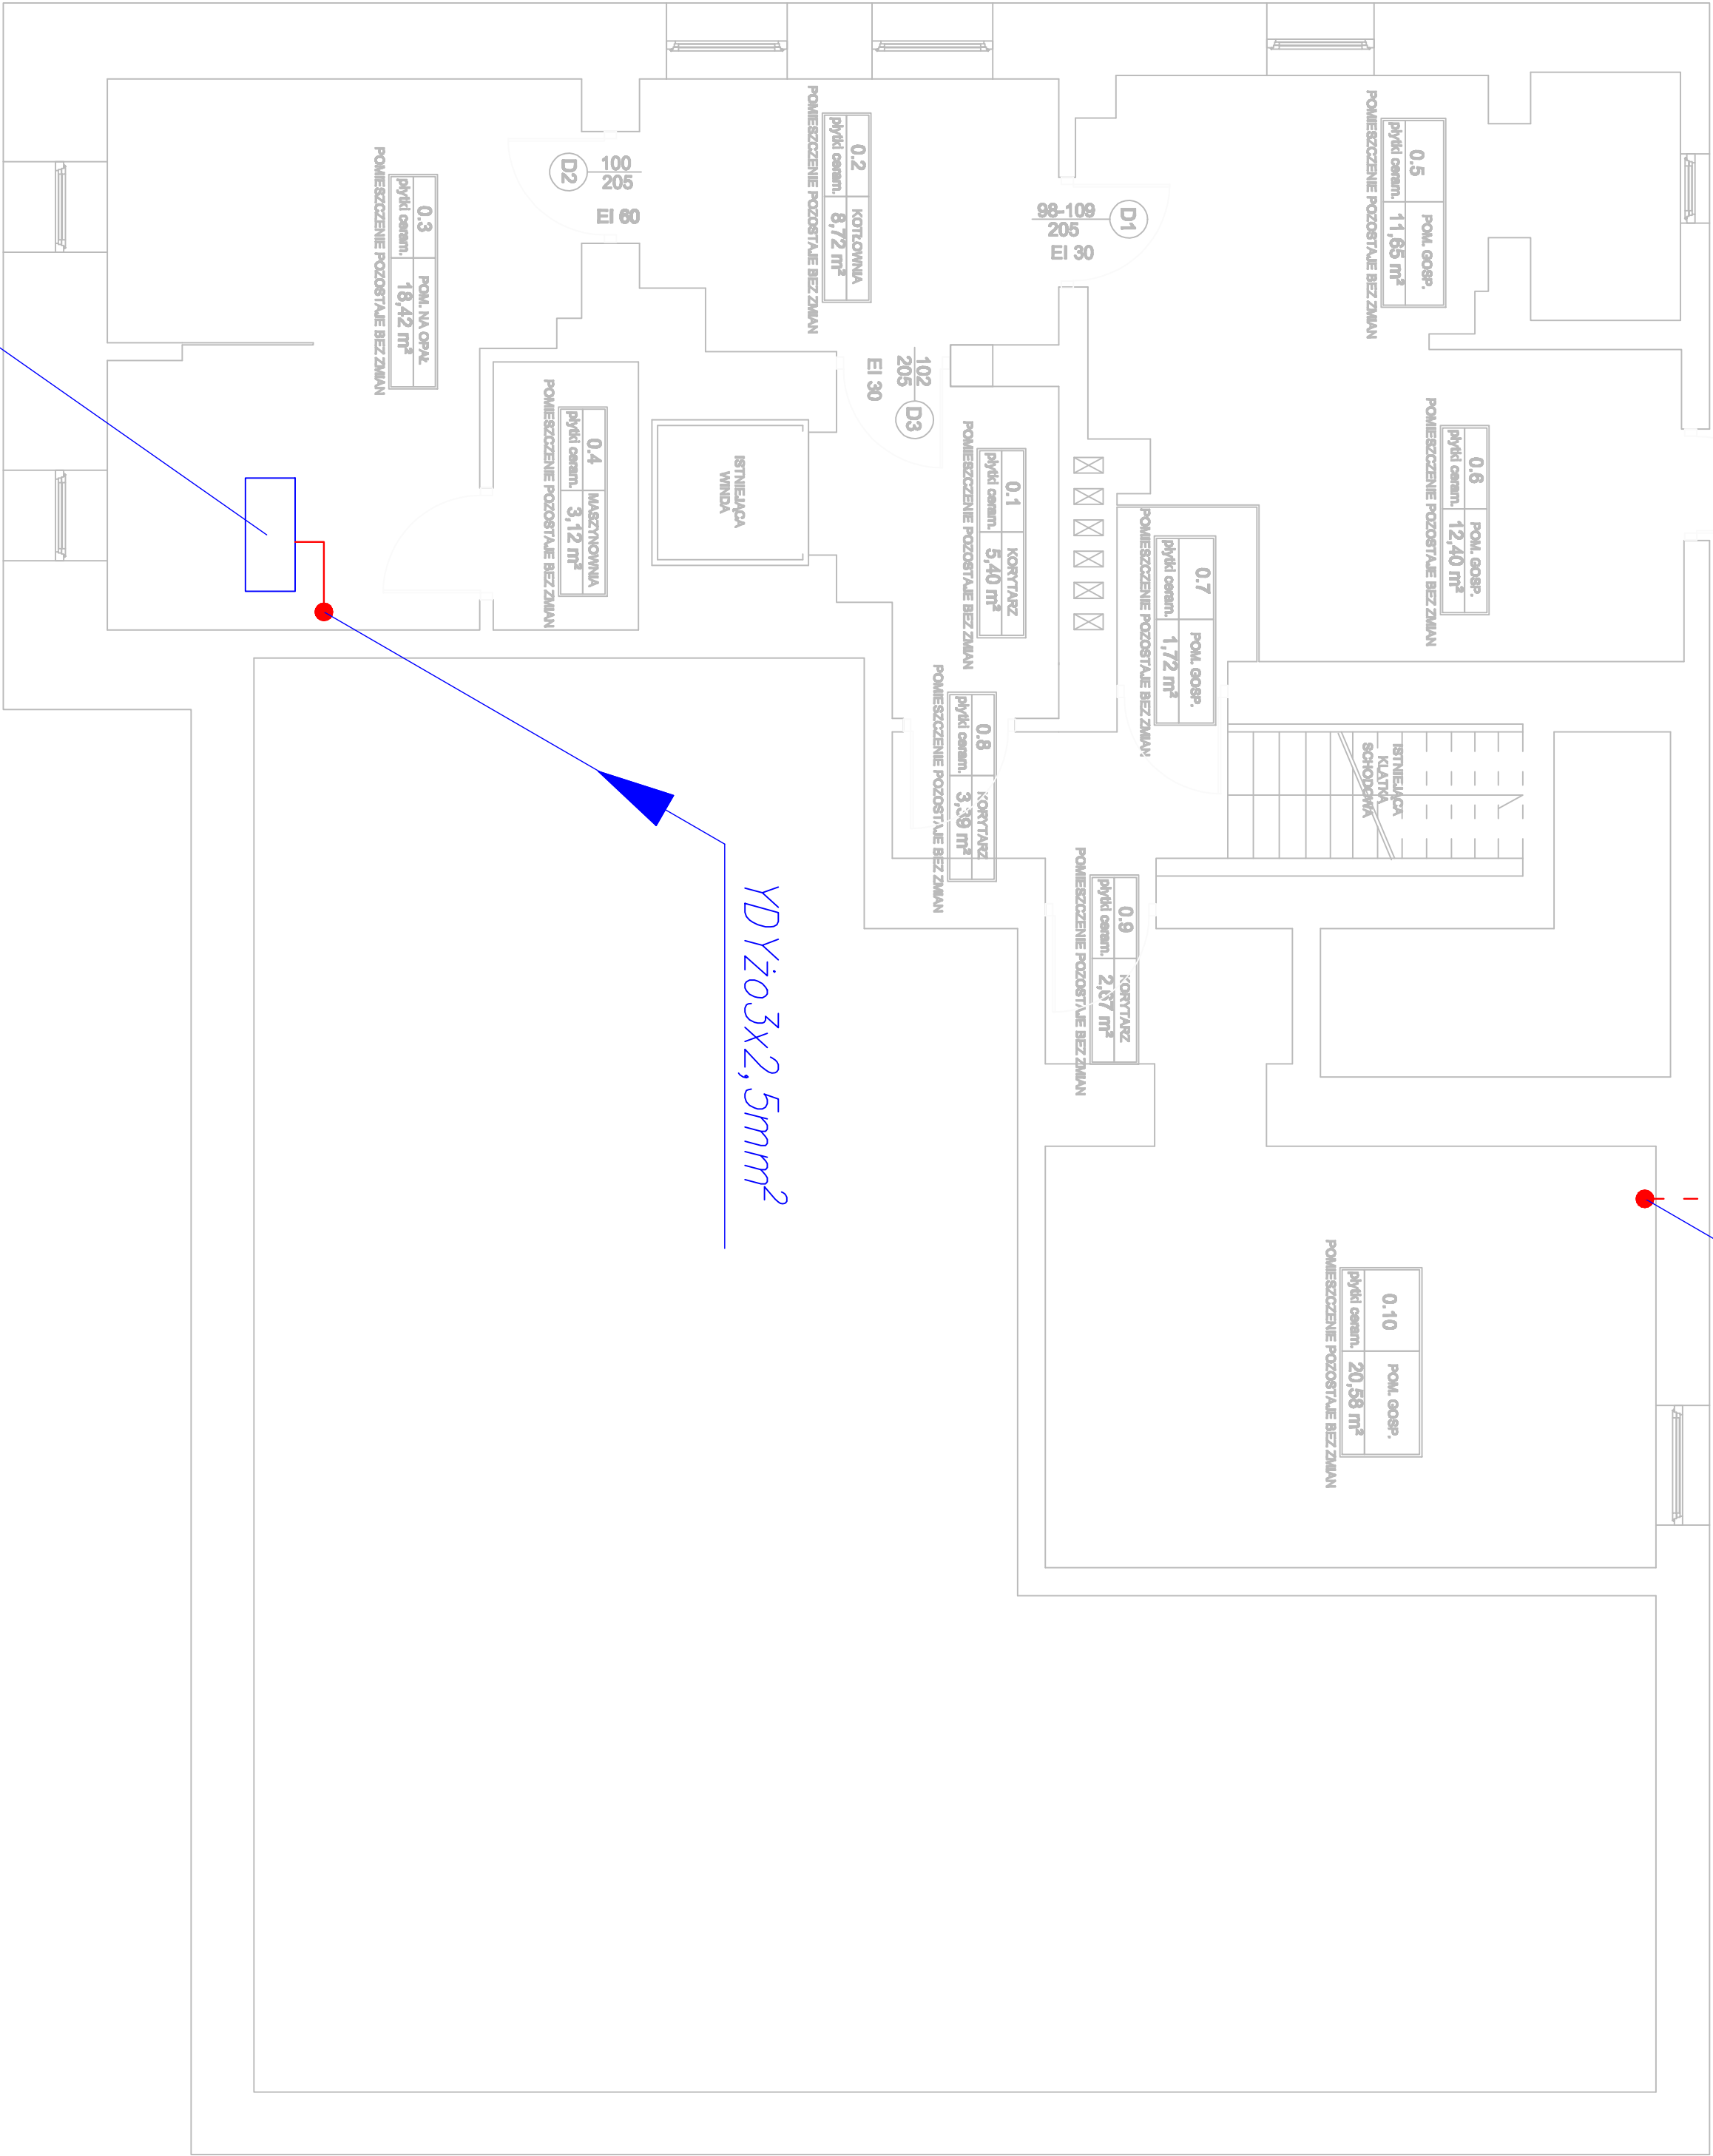 0.3
POM. NA OPAŁ
płytki ceram.
18,42 m²
POMIESZCZENIE POZOSTAJE BEZ ZMIAN
D2
100
205
EI 60
0.2
KOTŁOWNIA
płytki ceram.
8,72 m²
POMIESZCZENIE POZOSTAJE BEZ ZMIAN
98-109
205
D1
EI 30
0.5
POM. GOSP.
płytki ceram.
11,65 m²
POMIESZCZENIE POZOSTAJE BEZ ZMIAN
0.4
MASZYNOWNIA
płytki ceram.
3,12 m²
POMIESZCZENIE POZOSTAJE BEZ ZMIAN
ISTNIEJĄCA
WINDA
102
205
D3
EI 30
0.1
KORYTARZ
płytki ceram.
5,40 m²
POMIESZCZENIE POZOSTAJE BEZ ZMIAN
0.6
POM. GOSP.
płytki ceram.
12,40 m²
POMIESZCZENIE POZOSTAJE BEZ ZMIAN
0.7
POM. GOSP.
płytki ceram.
1,72 m²
POMIESZCZENIE POZOSTAJE BEZ ZMIAN
0.8
KORYTARZ
płytki ceram.
3,39 m²
POMIESZCZENIE POZOSTAJE BEZ ZMIAN
ISTNIEJĄCA
KLATKA
SCHODOWA
0.9
KORYTARZ
płytki ceram.
POMIESZCZENIE POZOSTAJE BEZ ZMIAN
YDYżo3x2,5mm²
0.10
POM. GOSP.
płytki ceram.
20,58 m²
POMIESZCZENIE POZOSTAJE BEZ ZMIAN